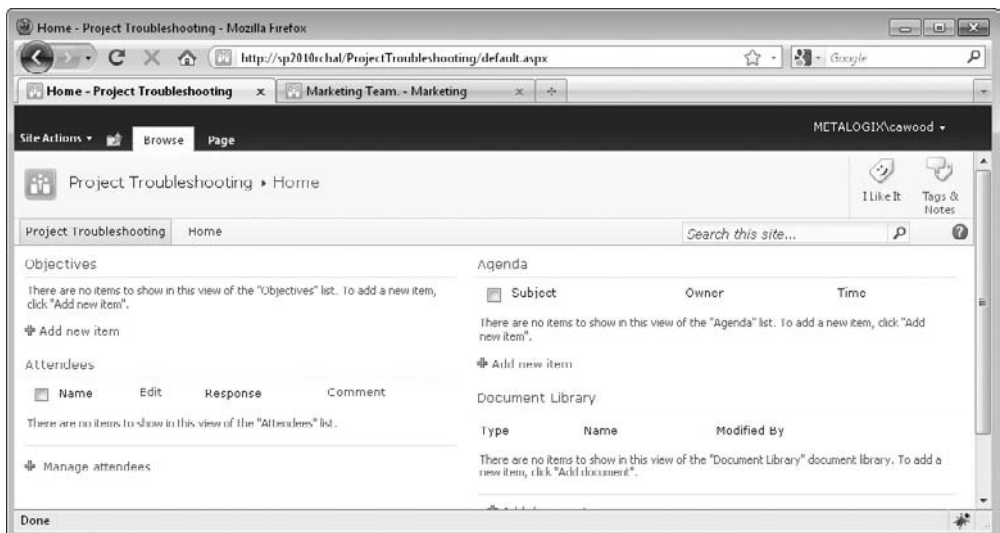 Home - Project Troubleshooting - Mozilla Firefox
http://sp2010rchal/ProjectTroubleshooting/default.aspx
Google
Home - Project Troubleshooting x
Marketing Team. - Marketing x
Site Actions Browse Page
METALOGIX\cawood
Project Troubleshooting Home
I Like It
Tags & Notes
Project Troubleshooting Home
Search this site...
Objectives
There are no items to show in this view of the "Objectives" list. To add a new item,
click "Add new item".
Add new item
Attendees
Name Edit Response Comment
There are no items to show in this view of the "Attendees" list.
Manage attendees
Agenda
Subject Owner Time
There are no items to show in this view of the "Agenda" list. To add a new item, click "Add
new item".
Add new item
Document Library
Type Name Modified By
There are no items to show in this view of the "Document Library" document library. To add a
new item, click "Add document".
Done